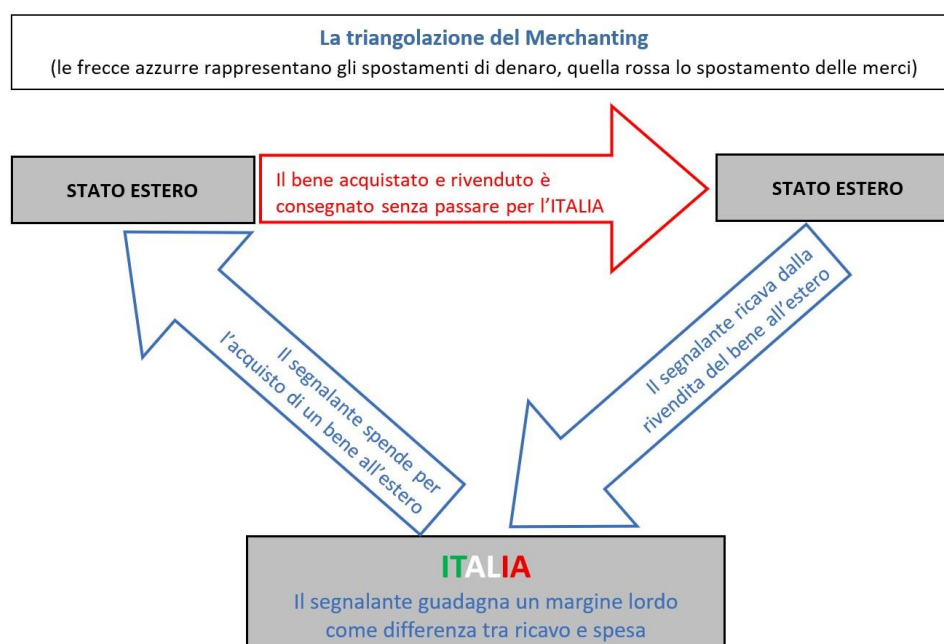 La triangolazione del Merchanting
(le frecce azzurre rappresentano gli spostamenti di denaro, quella rossa lo spostamento delle merci)
STATO ESTERO
Il bene acquistato e rivenduto è
consegnato senza passare per l'ITALIA
STATO ESTERO
Il segnalante spende per
l'acquisto di un bene all'estero
Il segnalante ricava dalla
rivendita del bene all'estero
ITALIA
Il segnalante guadagna un margine lordo
come differenza tra ricavo e spesa